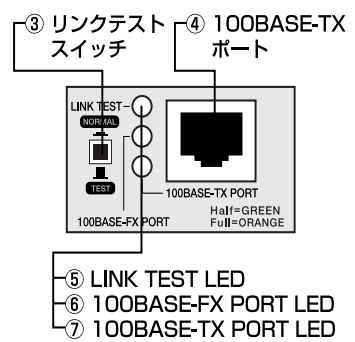 ③ リンクテスト
スイッチ
④ 100BASE-TX
ポート
LINK TEST
NORMAL
TEST
100BASE-TX PORT
100BASE-FX PORT
Half=GREEN
Full=ORANGE
⑤ LINK TEST LED
⑥ 100BASE-FX PORT LED
⑦ 100BASE-TX PORT LED